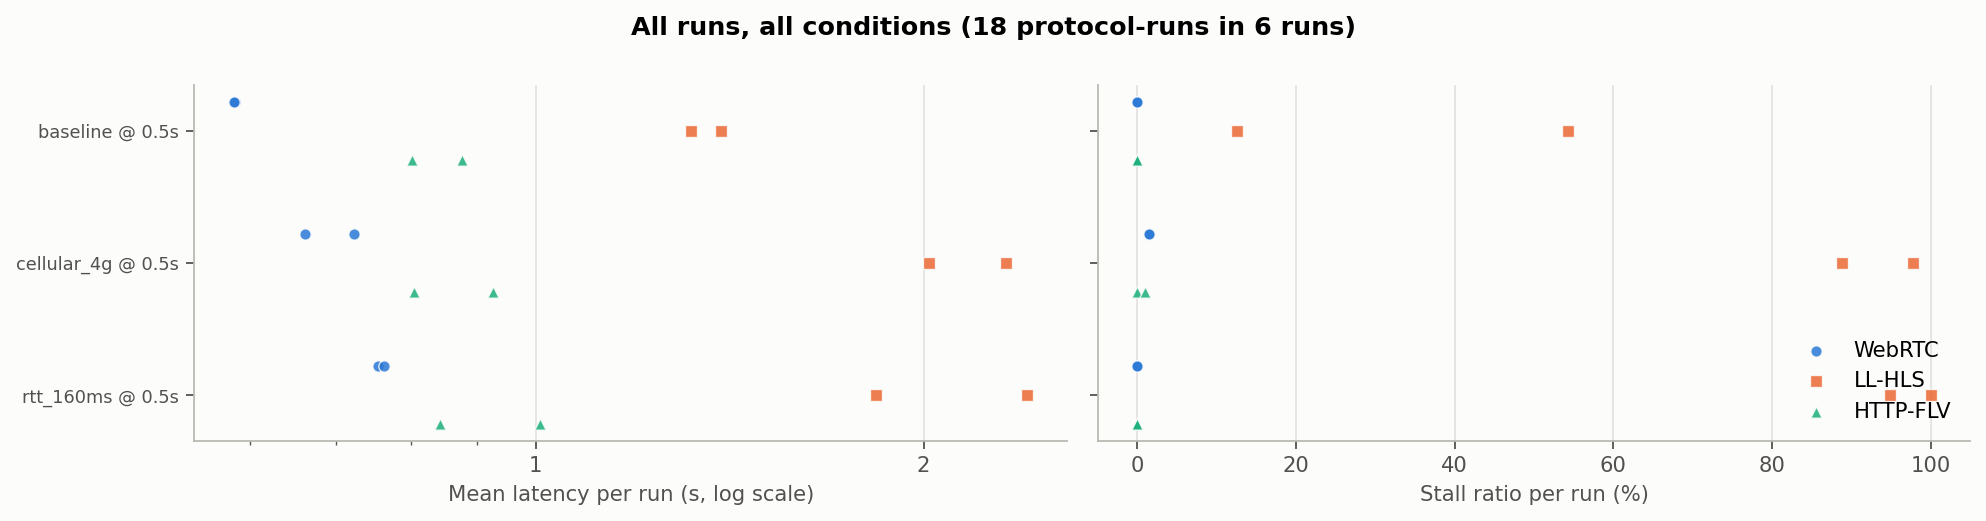 All runs, all conditions (18 protocol-runs in 6 runs)
baseline @ 0.5s
cellular_4g @ 0.5s
rtt_160ms @ 0.5s
1
2
Mean latency per run (s, log scale)
WebRTC
LL-HLS
HTTP-FLV
0
20
40
60
80
100
Stall ratio per run (%)